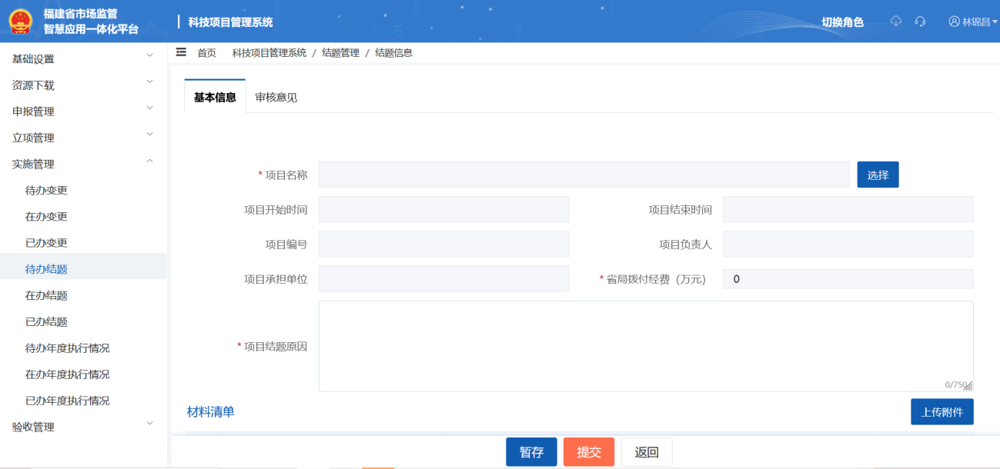 福建省市场监管
智慧应用一体化平台
科技项目管理系统
切换角色
林锦昌
基础设置
资源下载
申报管理
立项管理
实施管理
待办变更
在办变更
已办变更
待办结题
在办结题
已办结题
待办年度执行情况
在办年度执行情况
已办年度执行情况
验收管理
首页 科技项目管理系统 / 结题管理 / 结题信息
基本信息 审核意见
* 项目名称 选择
项目开始时间 项目结束时间
项目编号 项目负责人
项目承担单位 * 省局拨付经费（万元） 0
* 项目结题原因
0/750
材料清单 上传附件
暂存 提交 返回